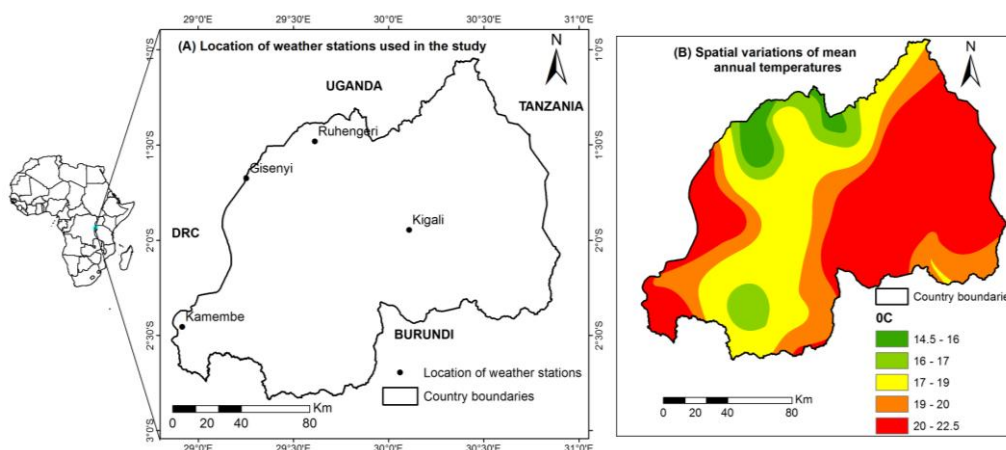 29°0'E 29°30'E 30°0'E 30°30'E 31°0'E
(A) Location of weather stations used in the study
N
1°0'S
UGANDA
TANZANIA
Ruhengeri
1°30'S
Gisenyi
Kigali
DRC
2°0'S
Kamembe
BURUNDI
2°30'S
Location of weather stations
Country boundaries
Km
0 20 40 80
3°0'S
29°0'E 29°30'E 30°0'E 30°30'E 31°0'E
(B) Spatial variations of mean
annual temperatures
N
1°0'S
1°30'S
2°0'S
2°30'S
3°0'S
Country boundarie
0C
14.5 - 16
16 - 17
17 - 19
19 - 20
20 - 22.5
Km
0 20 40 80